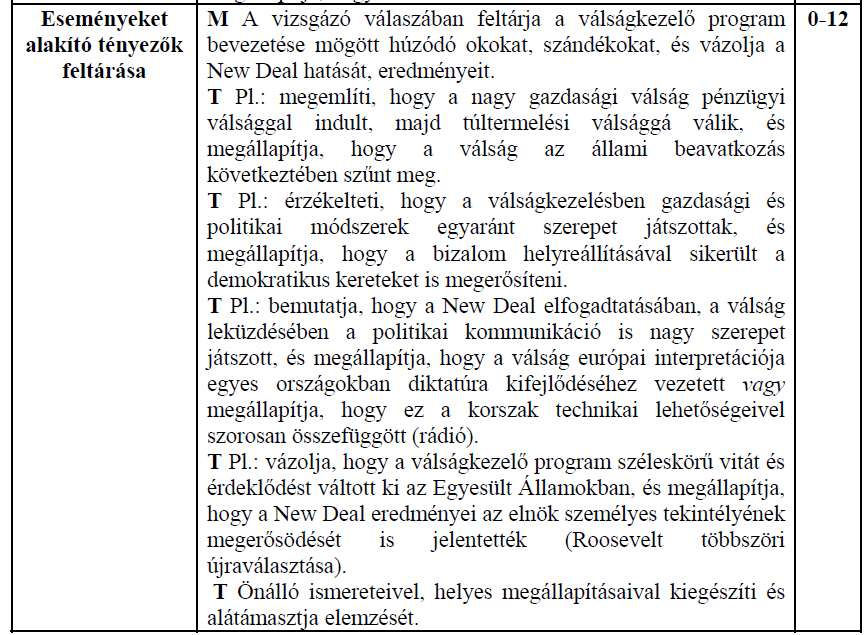 Eseményeket
alakító tényezők
feltárása
M A vizsgázó válaszában feltárja a válságkezelő program
bevezetése mögött húzódó okokat, szándékokat, és vázolja a
New Deal hatását, eredményeit.
T Pl.: megemlíti, hogy a nagy gazdasági válság pénzügyi
válsággal indult, majd túltermelési válsággá válik, és
megállapítja, hogy a válság az állami beavatkozás
következtében szűnt meg.
T Pl.: érzékelteti, hogy a válságkezelésben gazdasági és
politikai módszerek egyaránt szerepet játszottak, és
megállapítja, hogy a bizalom helyreállításával sikerült a
demokratikus kereteket is megerősíteni.
T Pl.: bemutatja, hogy a New Deal elfogadtatásában, a válság
leküzdésében a politikai kommunikáció is nagy szerepet
játszott, és megállapítja, hogy a válság európai interpretációja
egyes országokban diktatúra kifejlődéséhez vezetett vagy
megállapítja, hogy ez a korszak technikai lehetőségeivel
szorosan összefüggött (rádió).
T Pl.: vázolja, hogy a válságkezelő program széleskörű vitát és
érdeklődést váltott ki az Egyesült Államokban, és megállapítja,
hogy a New Deal eredményei az elnök személyes tekintélyének
megerősödését is jelentették (Roosevelt többszöri
újraválasztása).
T Önálló ismereteivel, helyes megállapításaival kiegészíti és
alátámasztja elemzését.
0-12